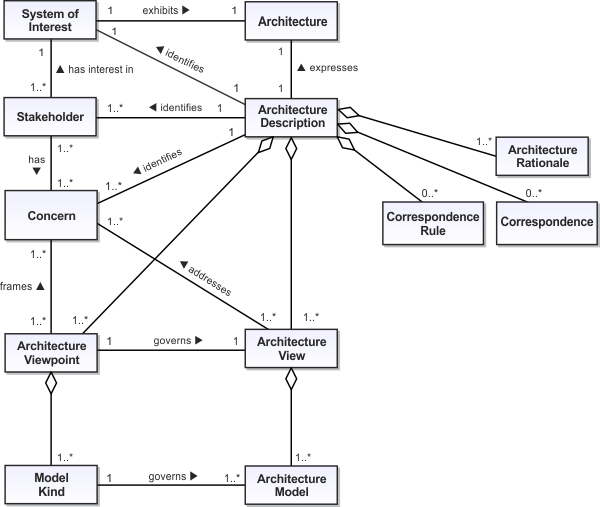 System of
Interest
1
exhibits ▶
1
Architecture
1
1
◀ identifies
1
1
▲ has interest in
1
▲ expresses
1..*
1
Stakeholder
1..*
◀ identifies
1
Architecture
Description
1..*
has
▼
1..*
1
◀ identifies
1..*
1..*
Architecture
Rationale
Concern
1..*
0..*
Correspondence
Rule
0..*
Correspondence
1..*
◀ addresses
frames ▲
1..*
1..*
1..*
1..*
Architecture
Viewpoint
1
governs ▶
1
Architecture
View
1..*
1..*
Model
Kind
1
governs ▶
1..*
Architecture
Model